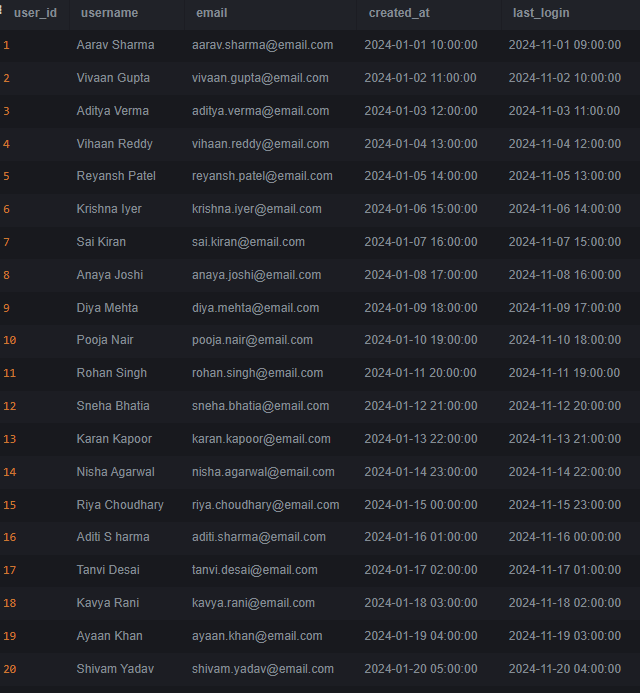 user_id username email created_at last_login
1 Aarav Sharma aarav.sharma@email.com 2024-01-01 10:00:00 2024-11-01 09:00:00
2 Vivaan Gupta vivaan.gupta@email.com 2024-01-02 11:00:00 2024-11-02 10:00:00
3 Aditya Verma aditya.verma@email.com 2024-01-03 12:00:00 2024-11-03 11:00:00
4 Vihaan Reddy vihaan.reddy@email.com 2024-01-04 13:00:00 2024-11-04 12:00:00
5 Reyansh Patel reyansh.patel@email.com 2024-01-05 14:00:00 2024-11-05 13:00:00
6 Krishna Iyer krishna.iyer@email.com 2024-01-06 15:00:00 2024-11-06 14:00:00
7 Sai Kiran sai.kiran@email.com 2024-01-07 16:00:00 2024-11-07 15:00:00
8 Anaya Joshi anaya.joshi@email.com 2024-01-08 17:00:00 2024-11-08 16:00:00
9 Diya Mehta diya.mehta@email.com 2024-01-09 18:00:00 2024-11-09 17:00:00
10 Pooja Nair pooja.nair@email.com 2024-01-10 19:00:00 2024-11-10 18:00:00
11 Rohan Singh rohan.singh@email.com 2024-01-11 20:00:00 2024-11-11 19:00:00
12 Sneha Bhatia sneha.bhatia@email.com 2024-01-12 21:00:00 2024-11-12 20:00:00
13 Karan Kapoor karan.kapoor@email.com 2024-01-13 22:00:00 2024-11-13 21:00:00
14 Nisha Agarwal nisha.agarwal@email.com 2024-01-14 23:00:00 2024-11-14 22:00:00
15 Riya Choudhary riya.choudhary@email.com 2024-01-15 00:00:00 2024-11-15 23:00:00
16 Aditi S harma aditi.sharma@email.com 2024-01-16 01:00:00 2024-11-16 00:00:00
17 Tanvi Desai tanvi.desai@email.com 2024-01-17 02:00:00 2024-11-17 01:00:00
18 Kavya Rani kavya.rani@email.com 2024-01-18 03:00:00 2024-11-18 02:00:00
19 Ayaan Khan ayaan.khan@email.com 2024-01-19 04:00:00 2024-11-19 03:00:00
20 Shivam Yadav shivam.yadav@email.com 2024-01-20 05:00:00 2024-11-20 04:00:00